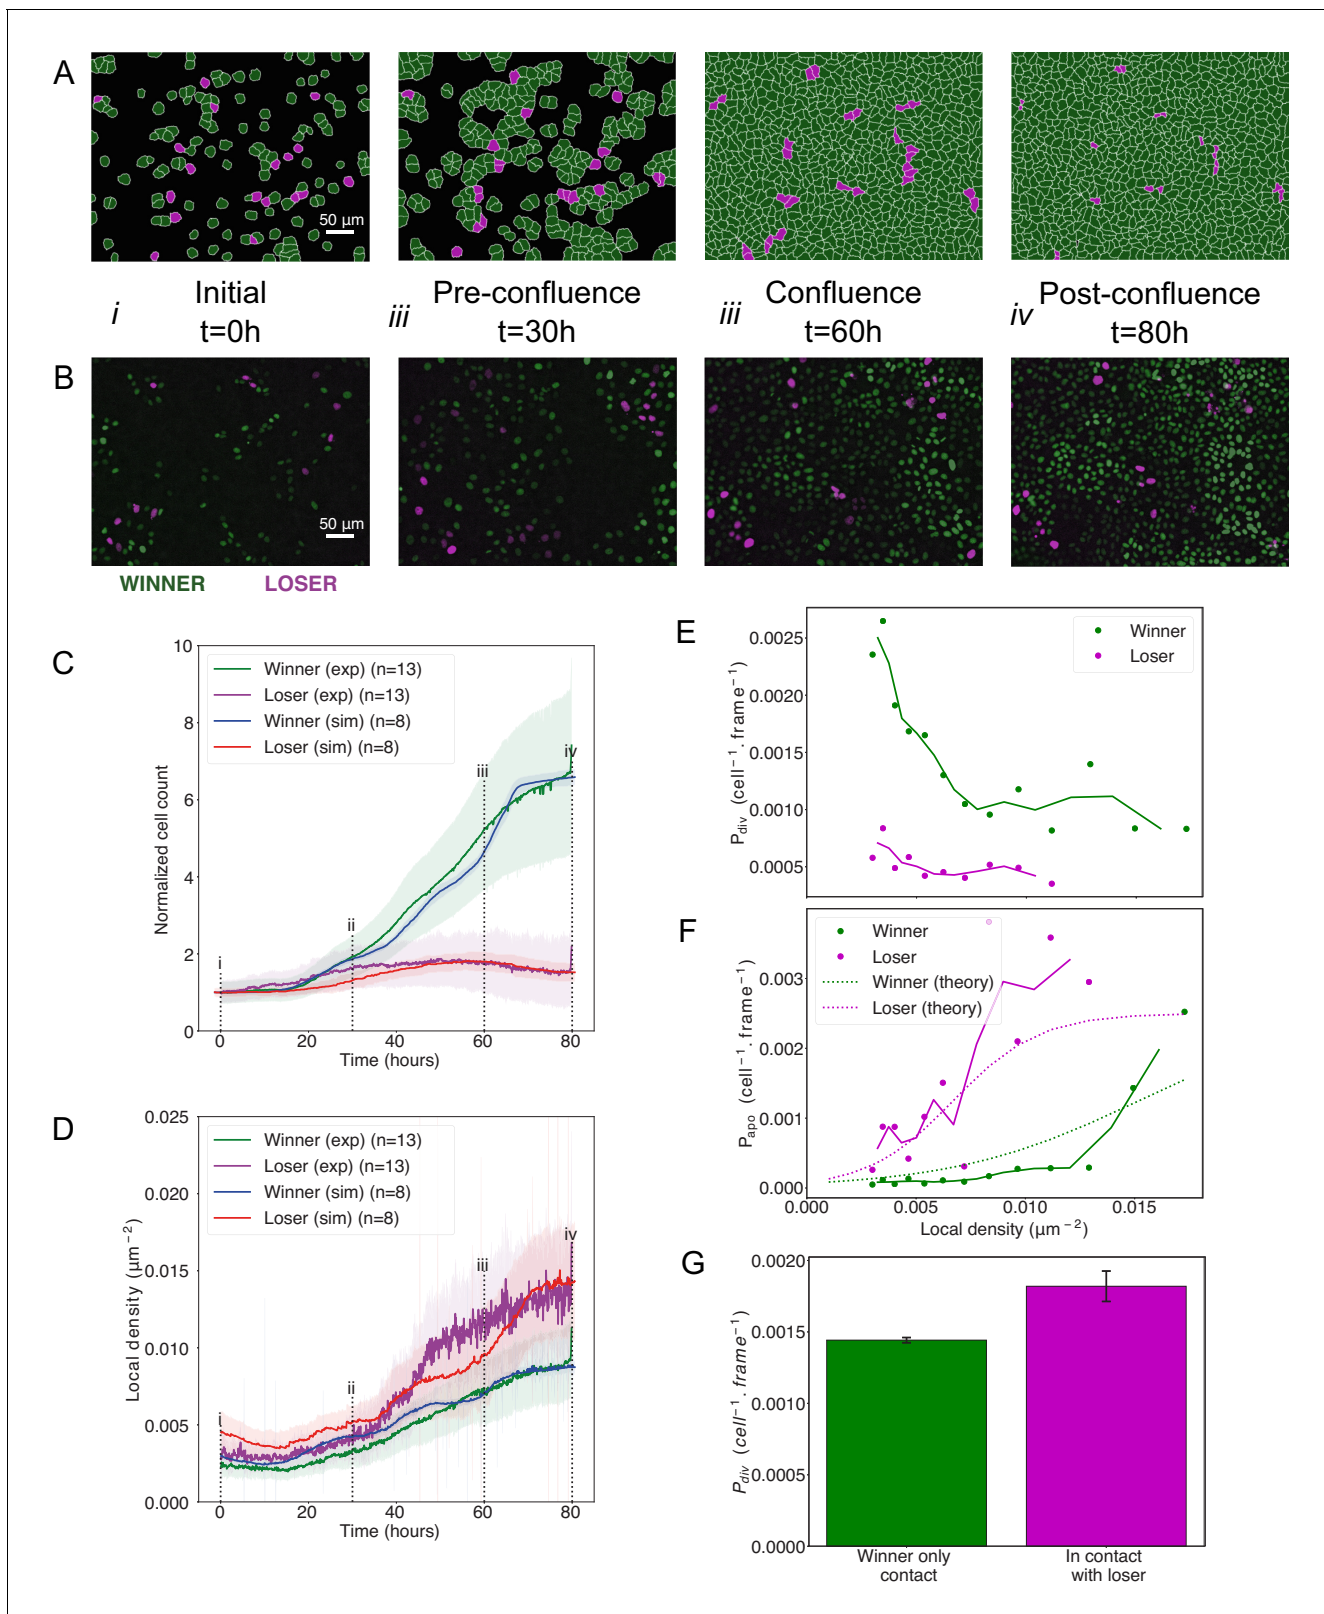 A
50 µm
Initial
Pre-confluence
Confluence
Post-confluence
i
t=0h
iii
t=30h
iii
t=60h
iv
t=80h
B
50 µm
WINNER
LOSER
C
10
8
6
4
2
0
Normalized cell count
Winner (exp) (n=13)
Loser (exp) (n=13)
Winner (sim) (n=8)
Loser (sim) (n=8)
i
ii
iii
iv
0
20
40
60
80
Time (hours)
D
0.025
0.020
0.015
0.010
0.005
0.000
Local density (µm⁻²)
Winner (exp) (n=13)
Loser (exp) (n=13)
Winner (sim) (n=8)
Loser (sim) (n=8)
i
ii
iii
iv
0
20
40
60
80
Time (hours)
E
0.0025
0.0020
0.0015
0.0010
0.0005
P_div (cell⁻¹. frame⁻¹)
Winner
Loser
F
0.003
0.002
0.001
0.000
P_apo (cell⁻¹. frame⁻¹)
Winner
Loser
Winner (theory)
Loser (theory)
0.005
0.010
0.015
Local density (µm⁻²)
G
0.0020
0.0015
0.0010
0.0005
0.0000
P_div (cell⁻¹. frame⁻¹)
Winner only
contact
In contact
with loser